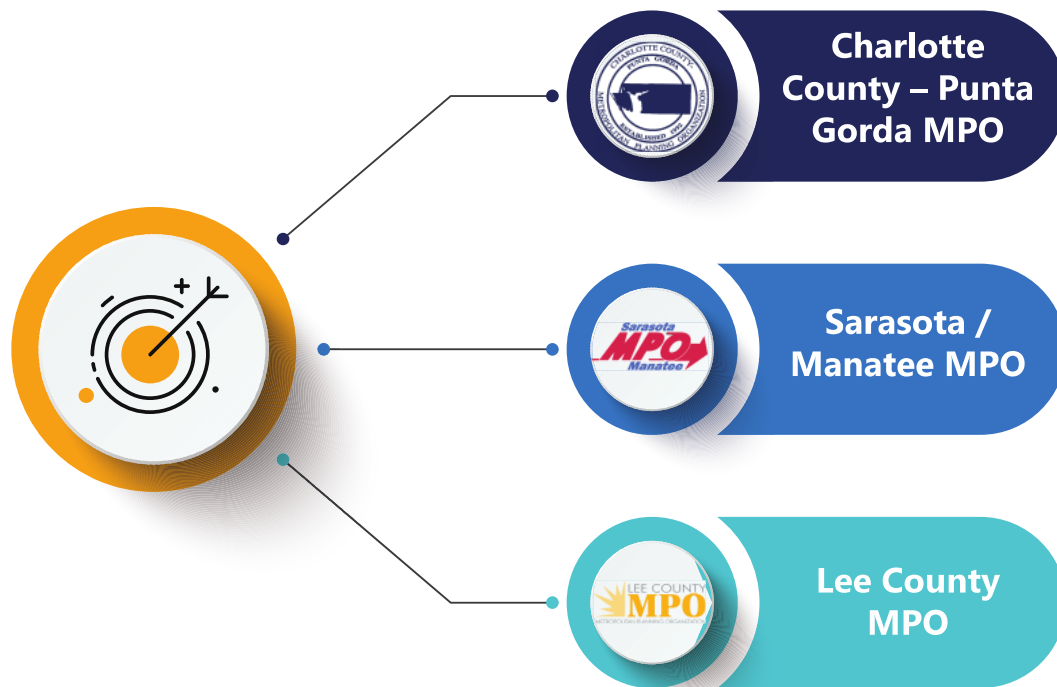 CHARLOTTE COUNTY-
PUNTA GORDA
METROPOLITAN PLANNING ORGANIZATION
Charlotte
County – Punta
Gorda MPO
Sarasota
MPO
Manatee
Sarasota /
Manatee MPO
LEE COUNTY
MPO
METROPOLITAN PLANNING ORGANIZATION
Lee County
MPO